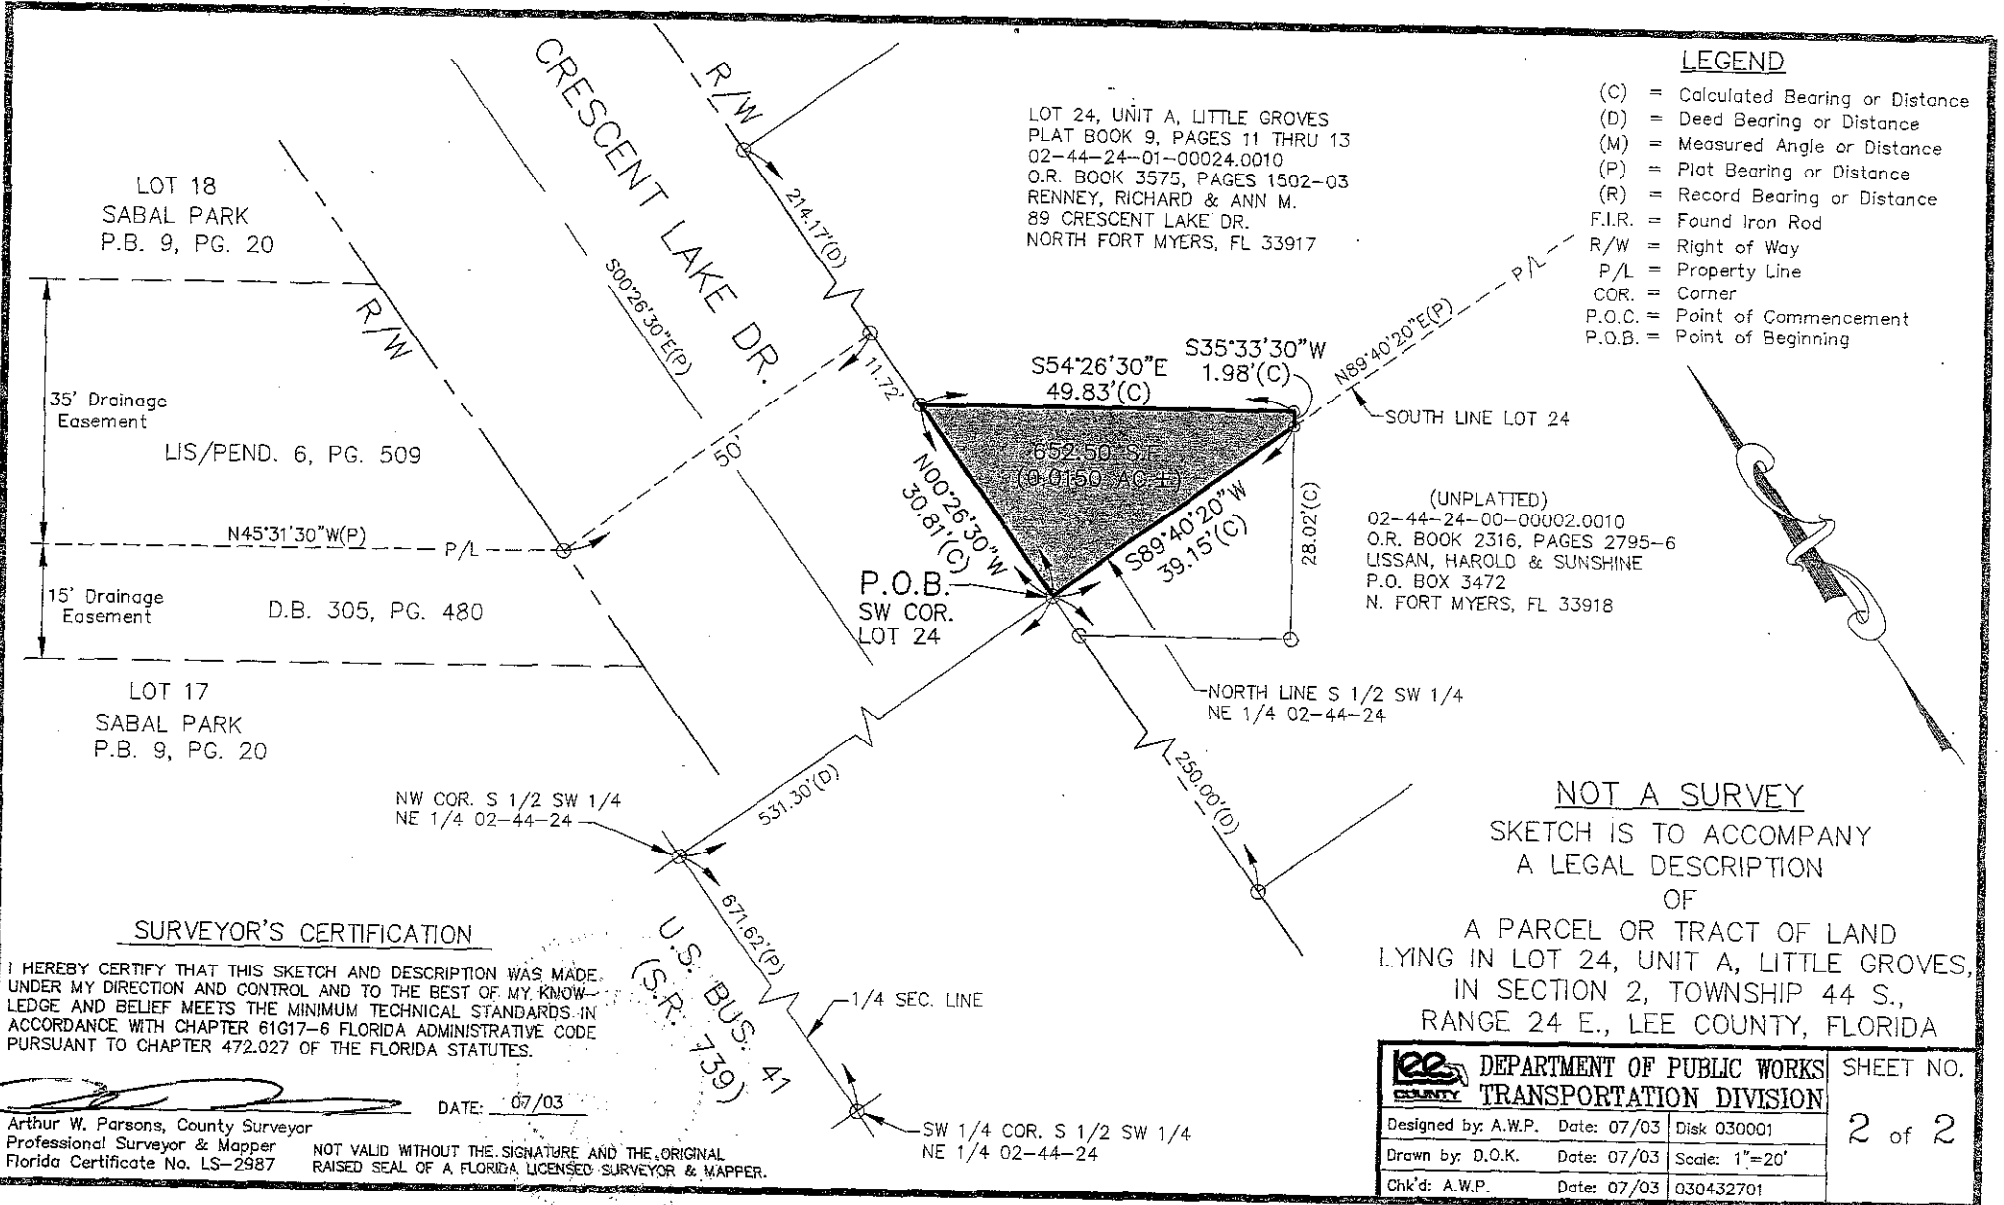 LEGEND
(C) = Calculated Bearing or Distance
(D) = Deed Bearing or Distance
(M) = Measured Angle or Distance
(P) = Plat Bearing or Distance
(R) = Record Bearing or Distance
F.I.R. = Found Iron Rod
R/W = Right of Way
P/L = Property Line
COR. = Corner
P.O.C. = Point of Commencement
P.O.B. = Point of Beginning
LOT 24, UNIT A, LITTLE GROVES
PLAT BOOK 9, PAGES 11 THRU 13
02-44-24-01-00024.0010
O.R. BOOK 3575, PAGES 1502-03
RENNEY, RICHARD & ANN M.
89 CRESCENT LAKE DR.
NORTH FORT MYERS, FL 33917
CRESCENT LAKE DR.
R/W
214.17'(D)
S00°26'30"E(P)
LOT 18
SABAL PARK
P.B. 9, PG. 20
R/W
35' Drainage
Easement
LIS/PEND. 6, PG. 509
N45°31'30"W(P)
P/L
15' Drainage
Easement
D.B. 305, PG. 480
LOT 17
SABAL PARK
P.B. 9, PG. 20
50'
11.72'
S54°26'30"E
49.83'(C)
S35°33'30"W
1.98'(C)
N89°40'20"E(P)
P/L
SOUTH LINE LOT 24
652.50 S.F.
(0.0150 AC.±)
N00°26'30"W
30.81'(C)
S89°40'20"W
39.15'(C)
28.02'(C)
P.O.B.
SW COR.
LOT 24
(UNPLATTED)
02-44-24-00-00002.0010
O.R. BOOK 2316, PAGES 2795-6
LISSAN, HAROLD & SUNSHINE
P.O. BOX 3472
N. FORT MYERS, FL 33918
NORTH LINE S 1/2 SW 1/4
NE 1/4 02-44-24
250.00'(D)
531.30'(D)
NW COR. S 1/2 SW 1/4
NE 1/4 02-44-24
671.62'(P)
U.S. BUS. 41
(S.R. 739)
1/4 SEC. LINE
SW 1/4 COR. S 1/2 SW 1/4
NE 1/4 02-44-24
NOT A SURVEY
SKETCH IS TO ACCOMPANY
A LEGAL DESCRIPTION
OF
A PARCEL OR TRACT OF LAND
LYING IN LOT 24, UNIT A, LITTLE GROVES,
IN SECTION 2, TOWNSHIP 44 S.,
RANGE 24 E., LEE COUNTY, FLORIDA
SURVEYOR'S CERTIFICATION
I HEREBY CERTIFY THAT THIS SKETCH AND DESCRIPTION WAS MADE
UNDER MY DIRECTION AND CONTROL AND TO THE BEST OF MY KNOW-
LEDGE AND BELIEF MEETS THE MINIMUM TECHNICAL STANDARDS IN
ACCORDANCE WITH CHAPTER 61G17-6 FLORIDA ADMINISTRATIVE CODE
PURSUANT TO CHAPTER 472.027 OF THE FLORIDA STATUTES.
DATE: 07/03
Arthur W. Parsons, County Surveyor
Professional Surveyor & Mapper
Florida Certificate No. LS-2987
NOT VALID WITHOUT THE SIGNATURE AND THE ORIGINAL
RAISED SEAL OF A FLORIDA LICENSED SURVEYOR & MAPPER.
Lee COUNTY
DEPARTMENT OF PUBLIC WORKS
TRANSPORTATION DIVISION
SHEET NO.
2 of 2
Designed by: A.W.P. Date: 07/03 Disk 030001
Drawn by: D.O.K. Date: 07/03 Scale: 1"=20'
Chk'd: A.W.P. Date: 07/03 030432701